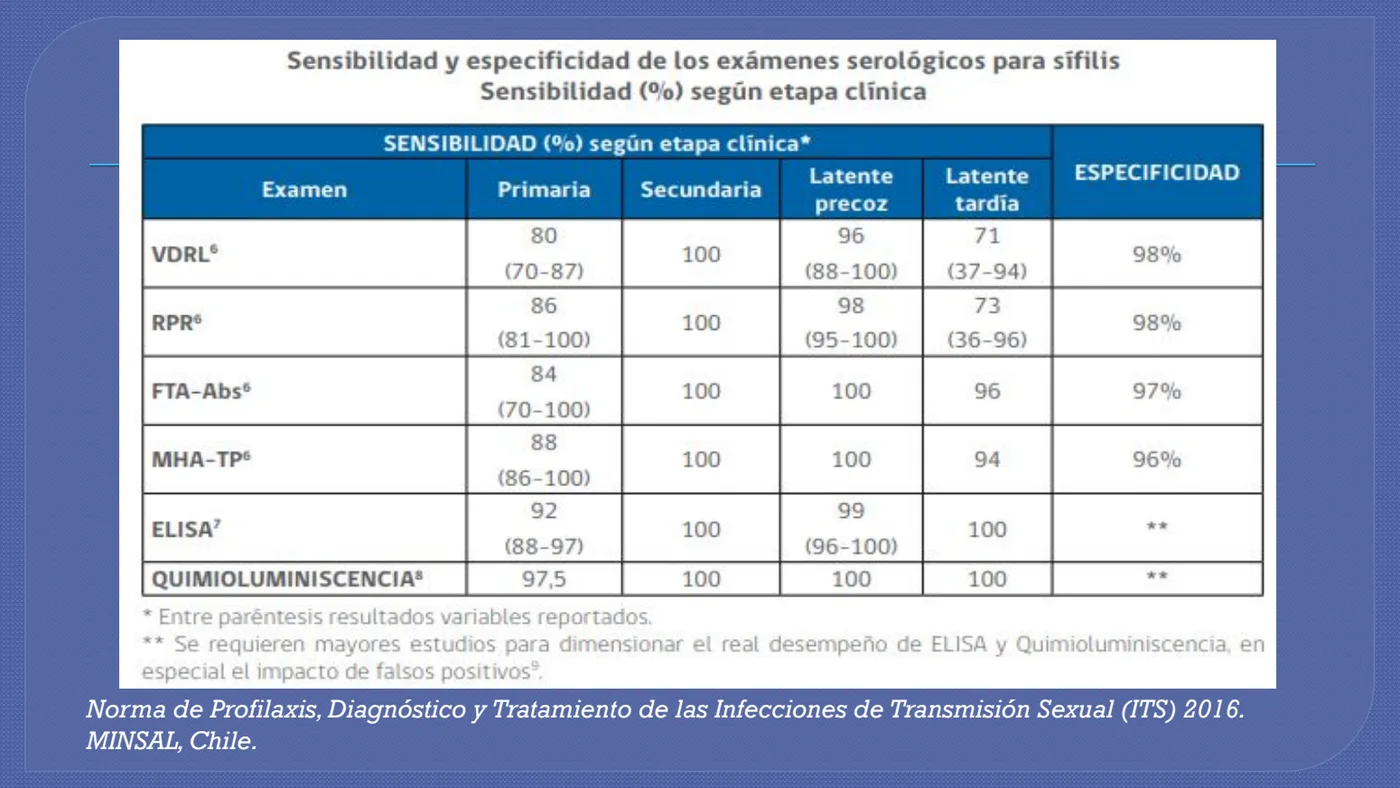 Sensibilidad y especificidad de los exámenes serológicos para sífilis
Sensibilidad (%) según etapa clínica
SENSIBILIDAD (%) según etapa clínica* ESPECIFICIDAD
Examen Primaria Secundaria Latente precoz Latente tardía
VDRL⁶ 80 (70-87) 100 96 (88-100) 71 (37-94) 98%
RPR⁶ 86 (81-100) 100 98 (95-100) 73 (36-96) 98%
FTA-Abs⁶ 84 (70-100) 100 100 96 97%
MHA-TP⁶ 88 (86-100) 100 100 94 96%
ELISA⁷ 92 (88-97) 100 99 (96-100) 100 **
QUIMIOLUMINISCENCIA⁸ 97,5 100 100 100 **
* Entre paréntesis resultados variables reportados.
** Se requieren mayores estudios para dimensionar el real desempeño de ELISA y Quimioluminiscencia, en
especial el impacto de falsos positivos⁹.
Norma de Profilaxis, Diagnóstico y Tratamiento de las Infecciones de Transmisión Sexual (ITS) 2016.
MINSAL, Chile.